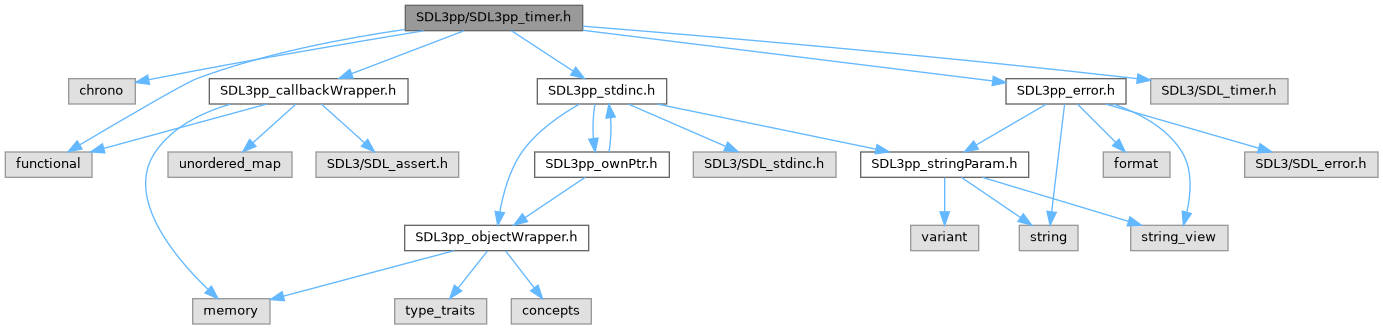 SDL3pp/SDL3pp_timer.h
chrono
SDL3pp_callbackWrapper.h
SDL3pp_stdinc.h
SDL3pp_error.h
SDL3/SDL_timer.h
functional
unordered_map
SDL3/SDL_assert.h
SDL3pp_ownPtr.h
SDL3/SDL_stdinc.h
SDL3pp_stringParam.h
format
SDL3/SDL_error.h
SDL3pp_objectWrapper.h
variant
string
string_view
memory
type_traits
concepts